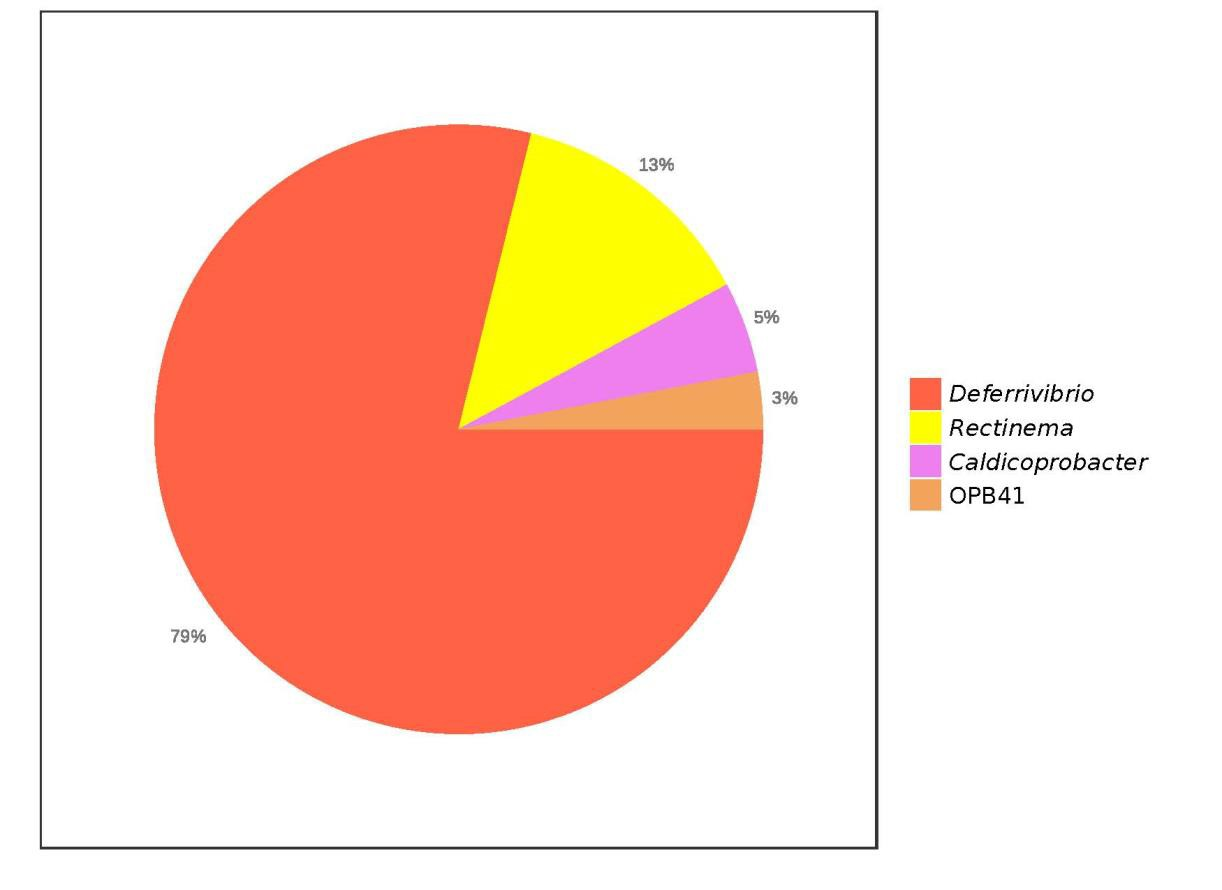 13%
5%
3%
79%
Deferrivibrio
Rectinema
Caldicoprobacter
OPB41